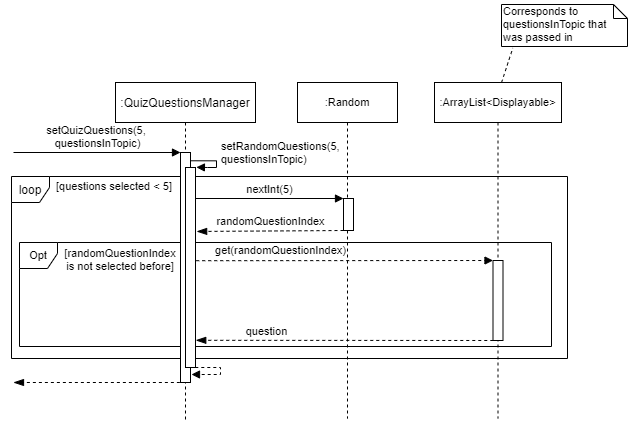 Corresponds to
questionsInTopic that
was passed in
:QuizQuestionsManager
:Random
:ArrayList<Displayable>
setQuizQuestions(5,
questionsInTopic)
setRandomQuestions(5,
questionsInTopic)
loop
[questions selected < 5]
nextInt(5)
randomQuestionIndex
Opt
[randomQuestionIndex
is not selected before]
get(randomQuestionIndex)
question